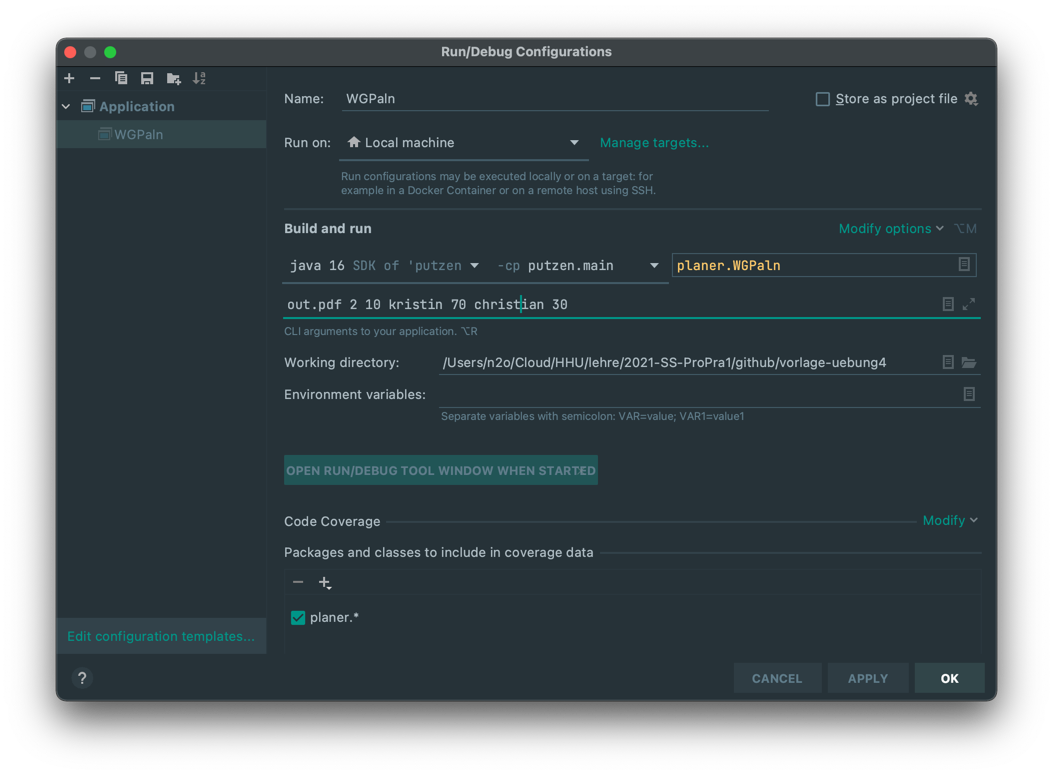 Run/Debug Configurations
Application
WGPaln
Edit configuration templates...
Name: WGPaln Store as project file
Run on: Local machine Manage targets...
Run configurations may be executed locally or on a target: for
example in a Docker Container or on a remote host using SSH.
Build and run Modify options ⌥M
java 16 SDK of 'putzen -cp putzen.main planer.WGPaln
out.pdf 2 10 kristin 70 christian 30
CLI arguments to your application. ⌥R
Working directory: /Users/n2o/Cloud/HHU/lehre/2021-SS-ProPra1/github/vorlage-uebung4
Environment variables:
Separate variables with semicolon: VAR=value; VAR1=value1
OPEN RUN/DEBUG TOOL WINDOW WHEN STARTED
Code Coverage Modify
Packages and classes to include in coverage data
planer.*
? CANCEL APPLY OK